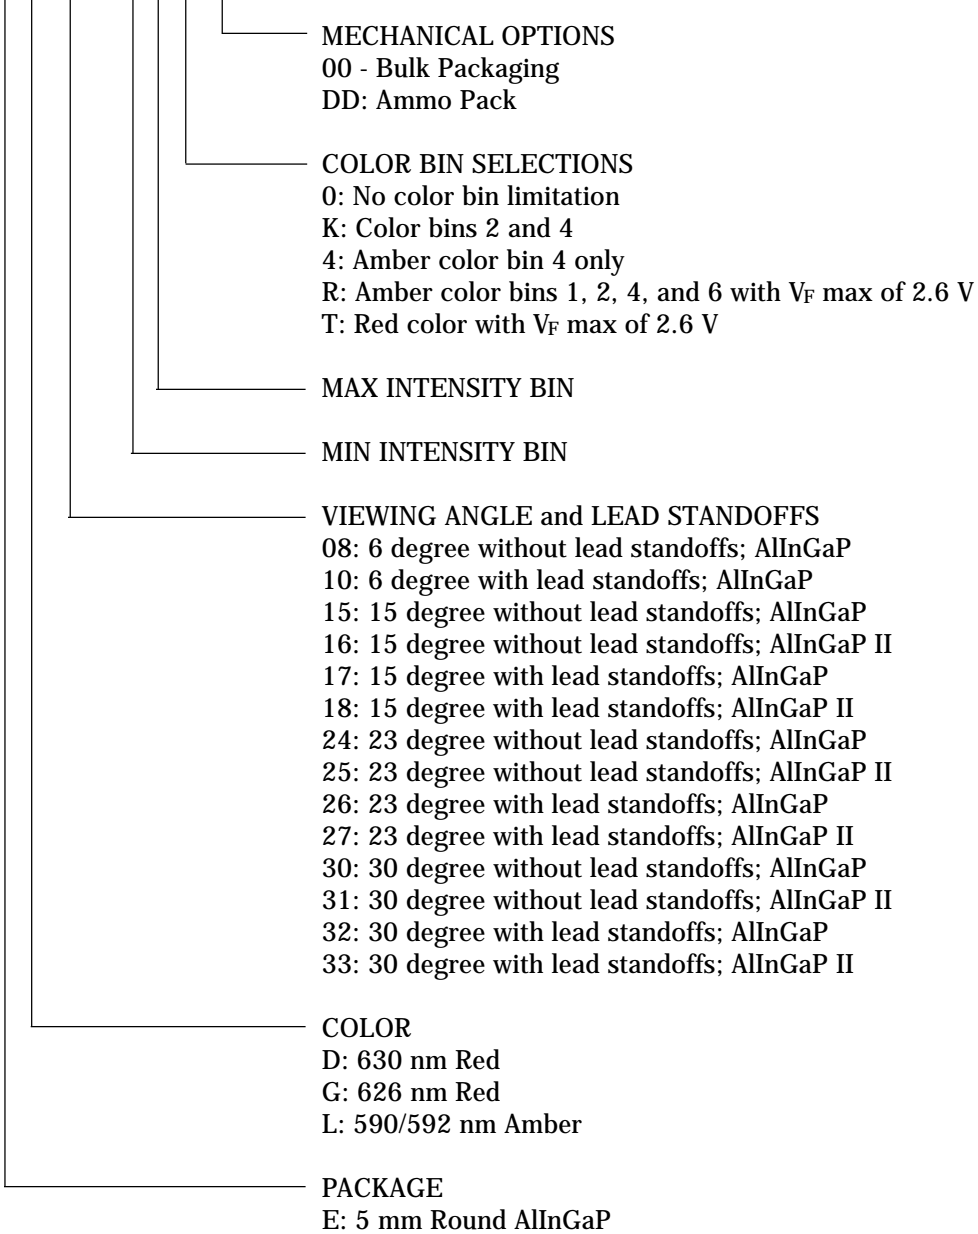 MECHANICAL OPTIONS
00 - Bulk Packaging
DD: Ammo Pack
COLOR BIN SELECTIONS
0: No color bin limitation
K: Color bins 2 and 4
4: Amber color bin 4 only
R: Amber color bins 1, 2, 4, and 6 with VF max of 2.6 V
T: Red color with VF max of 2.6 V
MAX INTENSITY BIN
MIN INTENSITY BIN
VIEWING ANGLE and LEAD STANDOFFS
08: 6 degree without lead standoffs; AlInGaP
10: 6 degree with lead standoffs; AlInGaP
15: 15 degree without lead standoffs; AlInGaP
16: 15 degree without lead standoffs; AlInGaP II
17: 15 degree with lead standoffs; AlInGaP
18: 15 degree with lead standoffs; AlInGaP II
24: 23 degree without lead standoffs; AlInGaP
25: 23 degree without lead standoffs; AlInGaP II
26: 23 degree with lead standoffs; AlInGaP
27: 23 degree with lead standoffs; AlInGaP II
30: 30 degree without lead standoffs; AlInGaP
31: 30 degree without lead standoffs; AlInGaP II
32: 30 degree with lead standoffs; AlInGaP
33: 30 degree with lead standoffs; AlInGaP II
COLOR
D: 630 nm Red
G: 626 nm Red
L: 590/592 nm Amber
PACKAGE
E: 5 mm Round AlInGaP